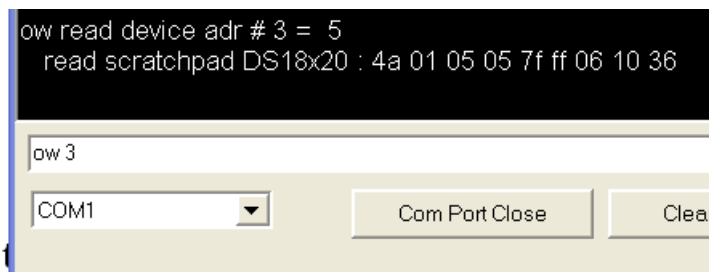 ow read device adr # 3 = 5
read scratchpad DS18x20 : 4a 01 05 05 7f ff 06 10 36
ow 3
COM1
Com Port Close